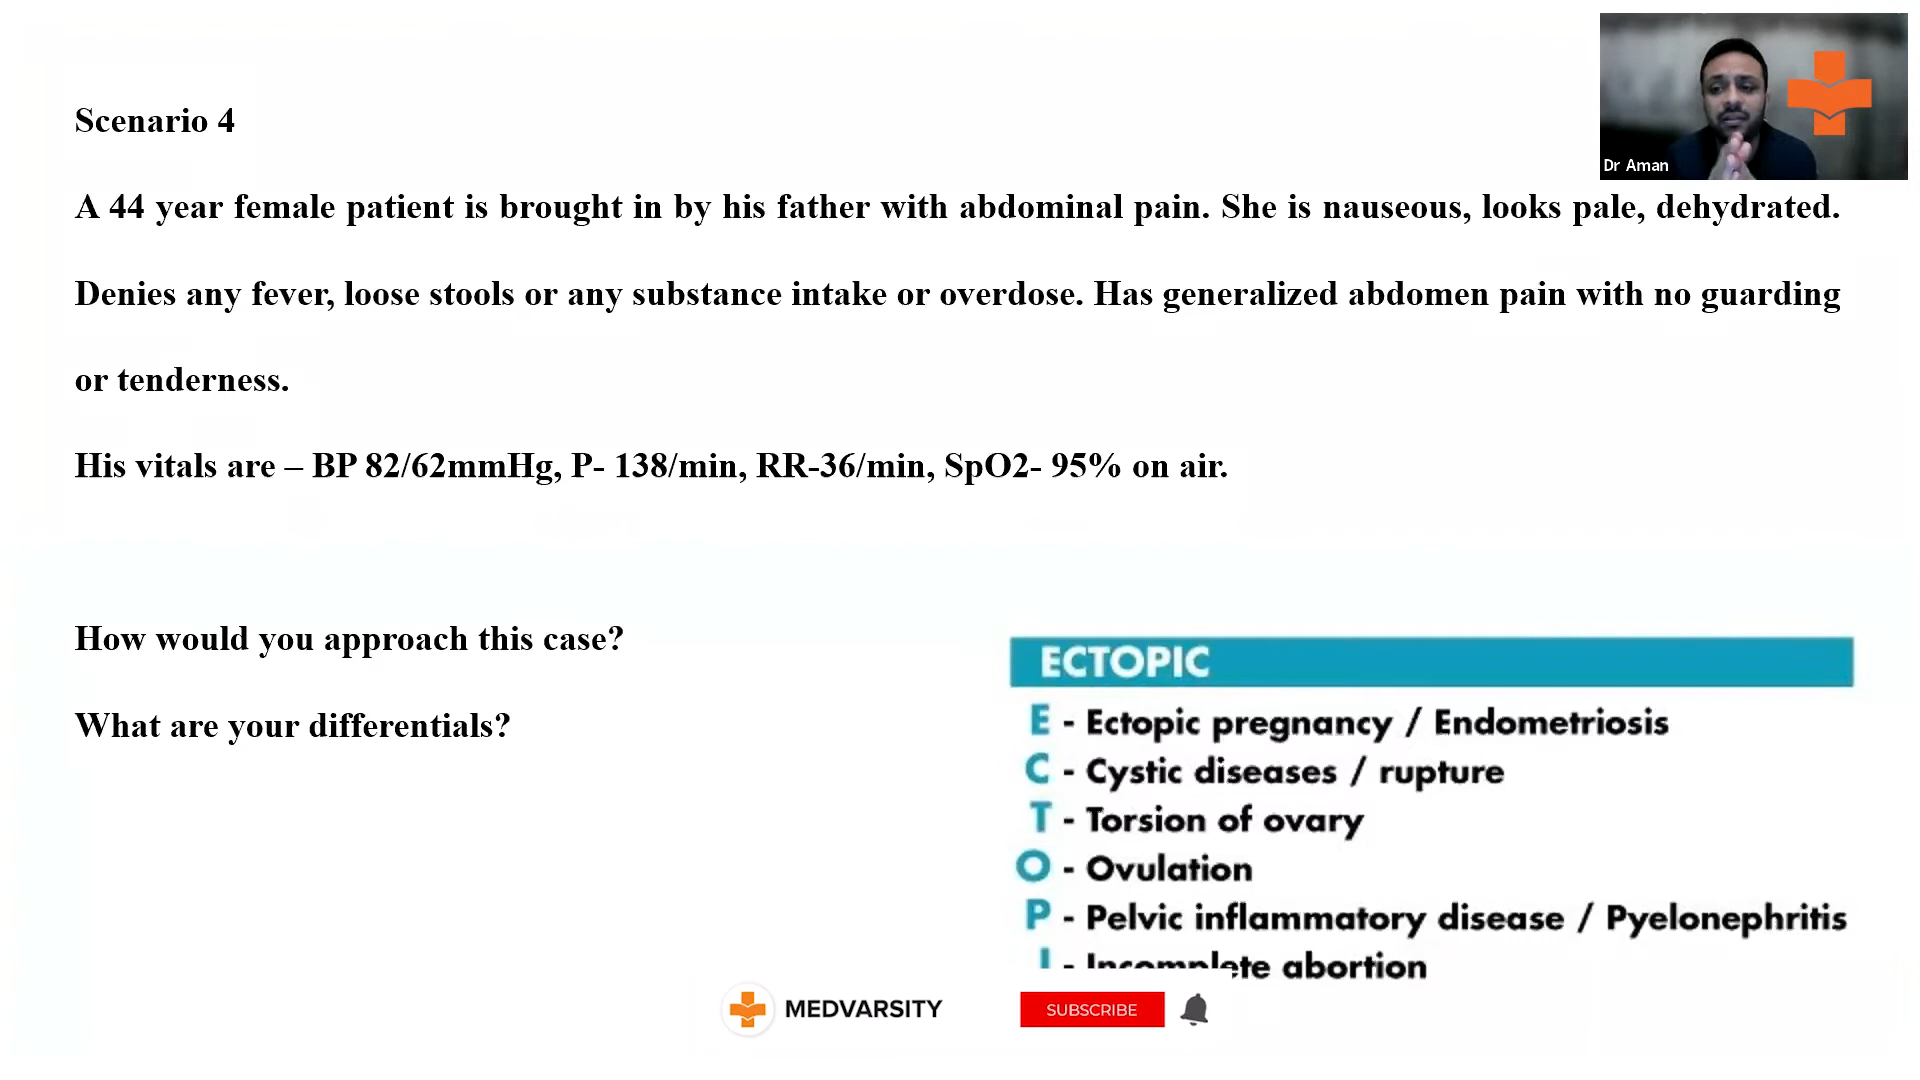 Dr Aman
Scenario 4
A 44 year female patient is brought in by his father with abdominal pain. She is nauseous, looks pale, dehydrated.
Denies any fever, loose stools or any substance intake or overdose. Has generalized abdomen pain with no guarding
or tenderness.
His vitals are – BP 82/62mmHg, P- 138/min, RR-36/min, SpO2- 95% on air.
How would you approach this case?
What are your differentials?
ECTOPIC
E - Ectopic pregnancy / Endometriosis
C - Cystic diseases / rupture
T - Torsion of ovary
O - Ovulation
P - Pelvic inflammatory disease / Pyelonephritis
I - Incomplete abortion
MEDVARSITY
SUBSCRIBE